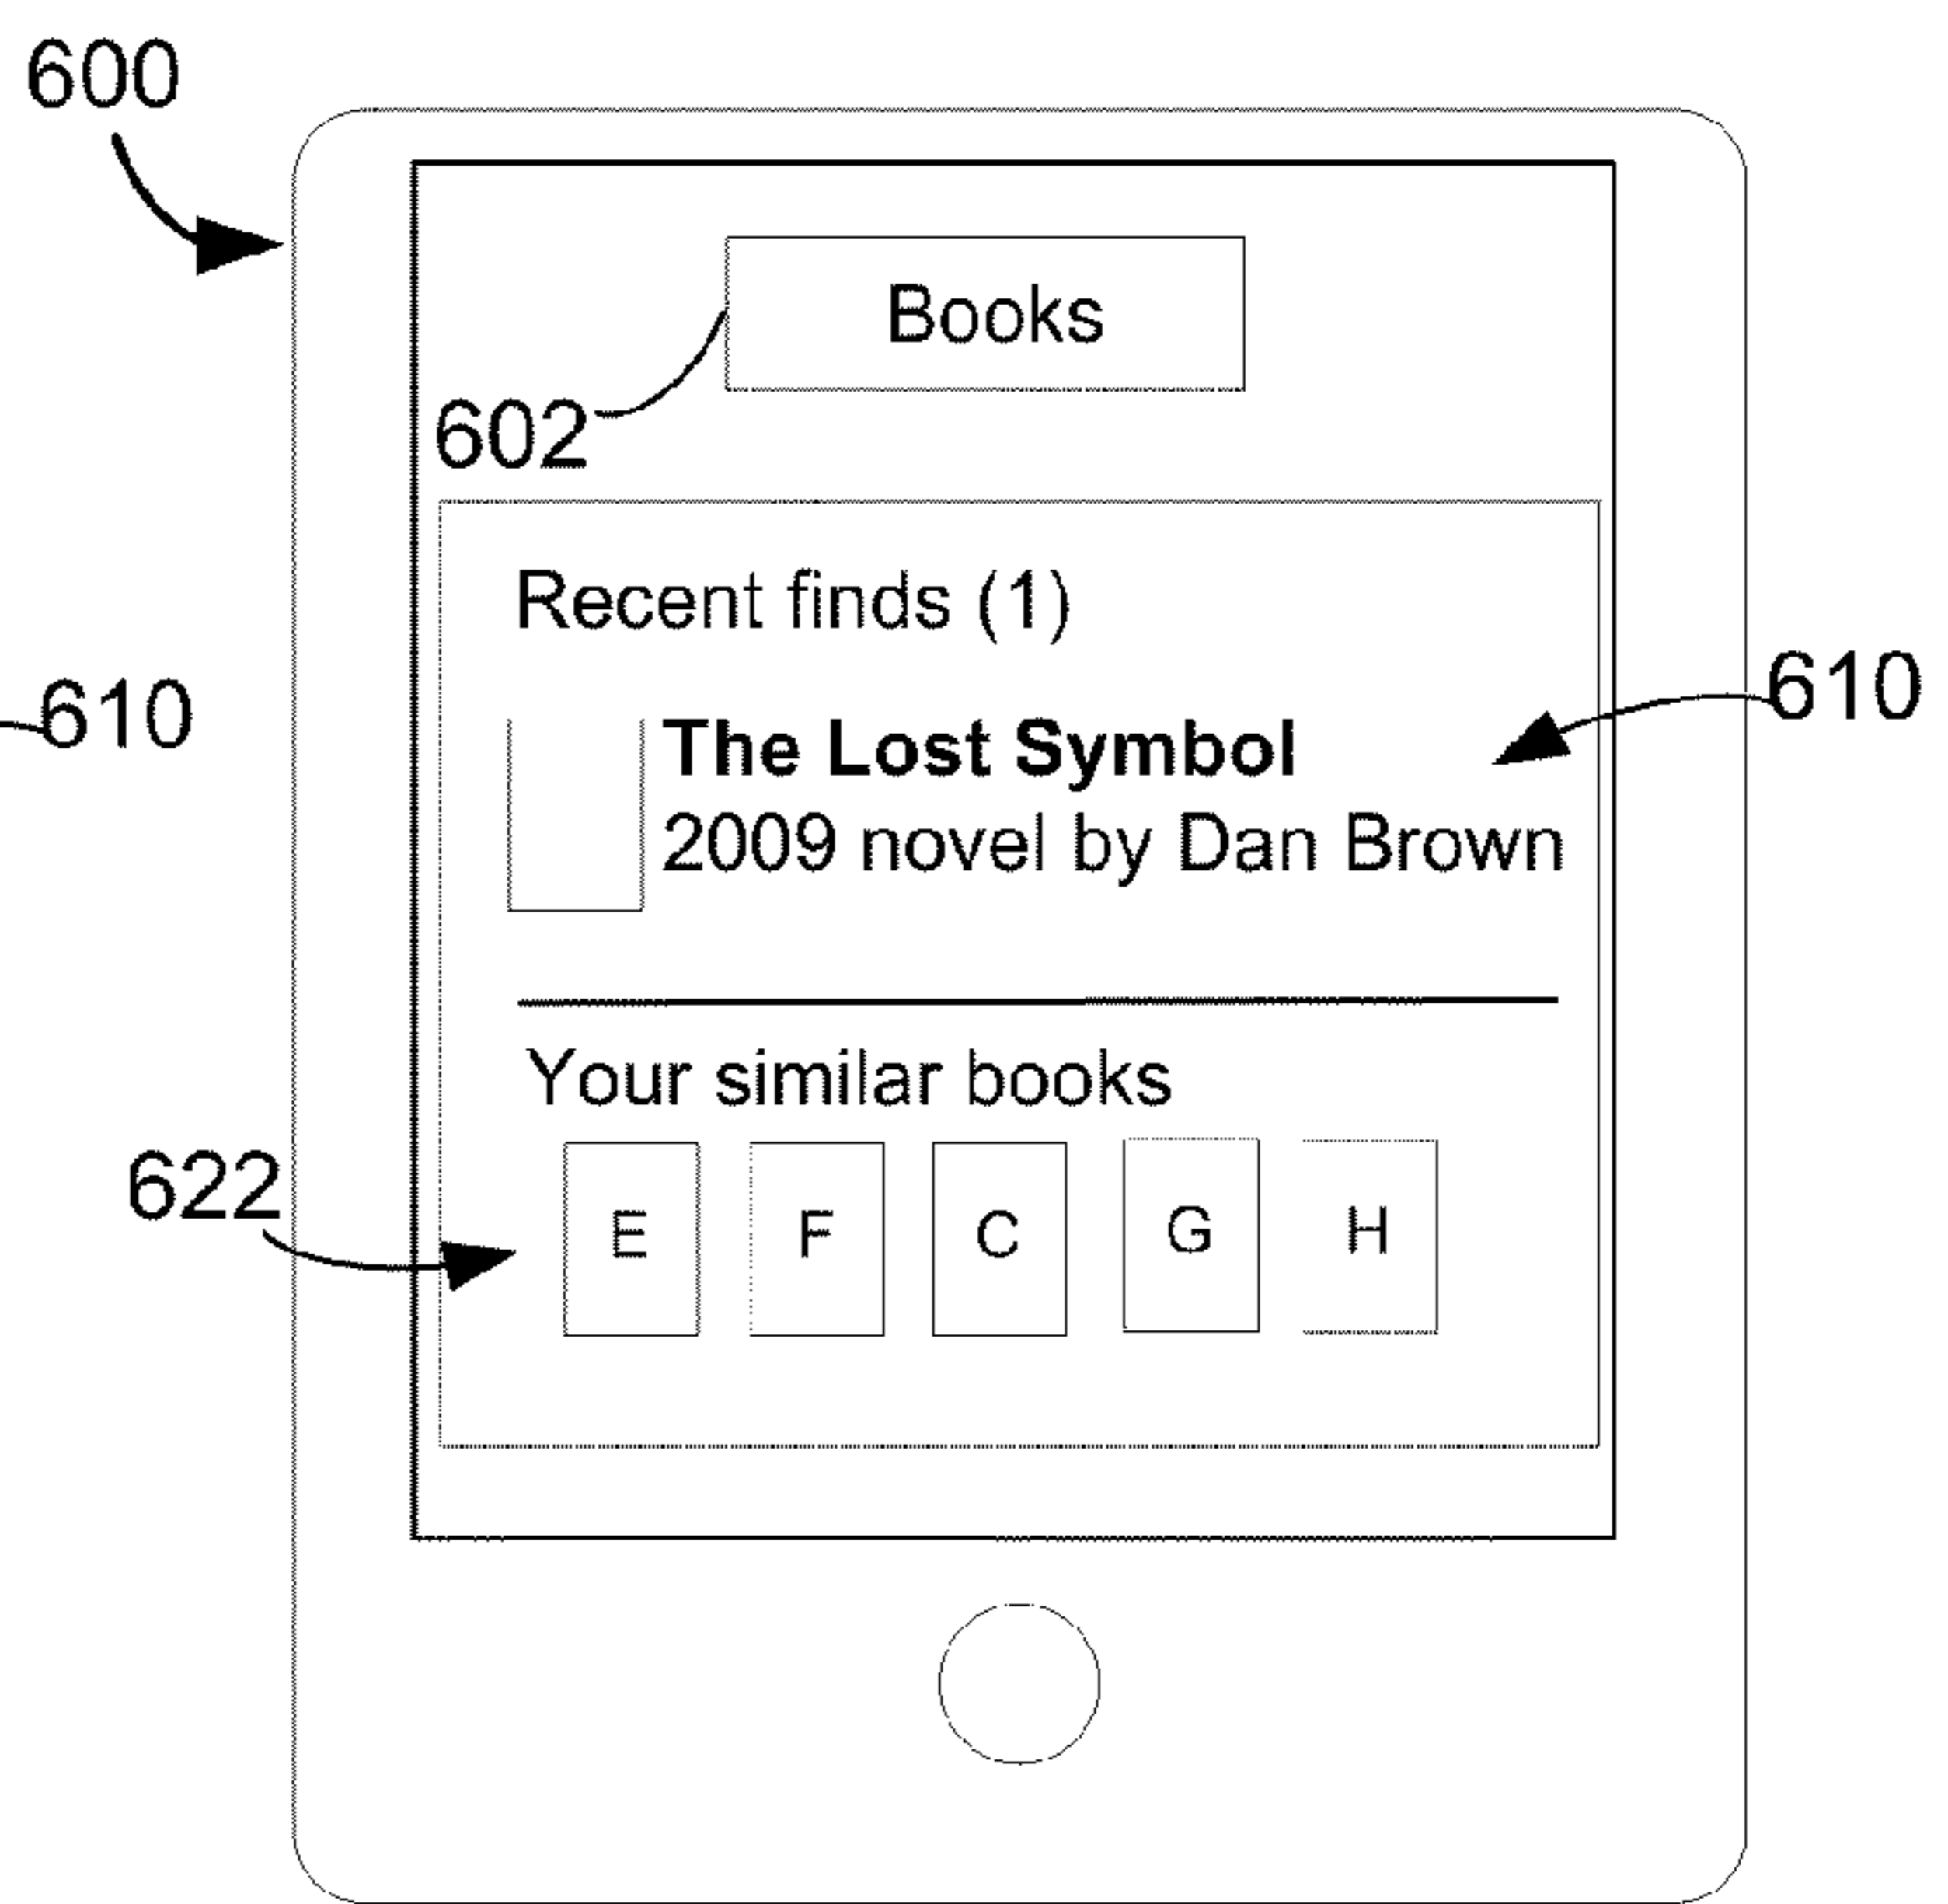 600
Books
602
Recent finds (1)
610
610
The Lost Symbol
2009 novel by Dan Brown
Your similar books
622
E F C G H